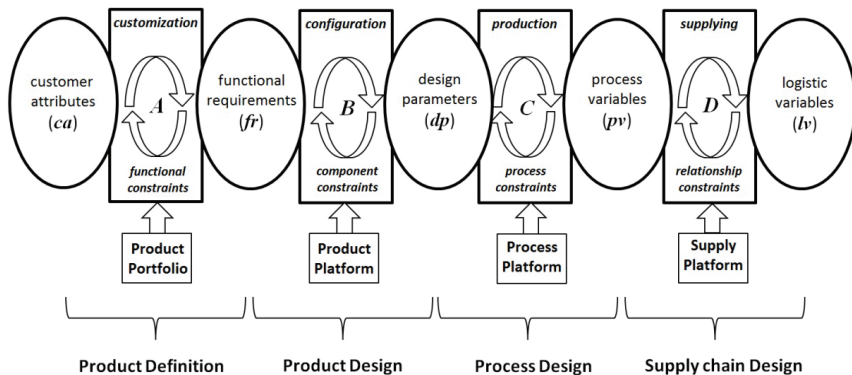 customization
configuration
production
supplying
customer
attributes
(ca)
A
functional
requirements
(fr)
B
design
parameters
(dp)
C
process
variables
(pv)
D
logistic
variables
(lv)
functional
constraints
component
constraints
process
constraints
relationship
constraints
Product
Portfolio
Product
Platform
Process
Platform
Supply
Platform
Product Definition
Product Design
Process Design
Supply chain Design